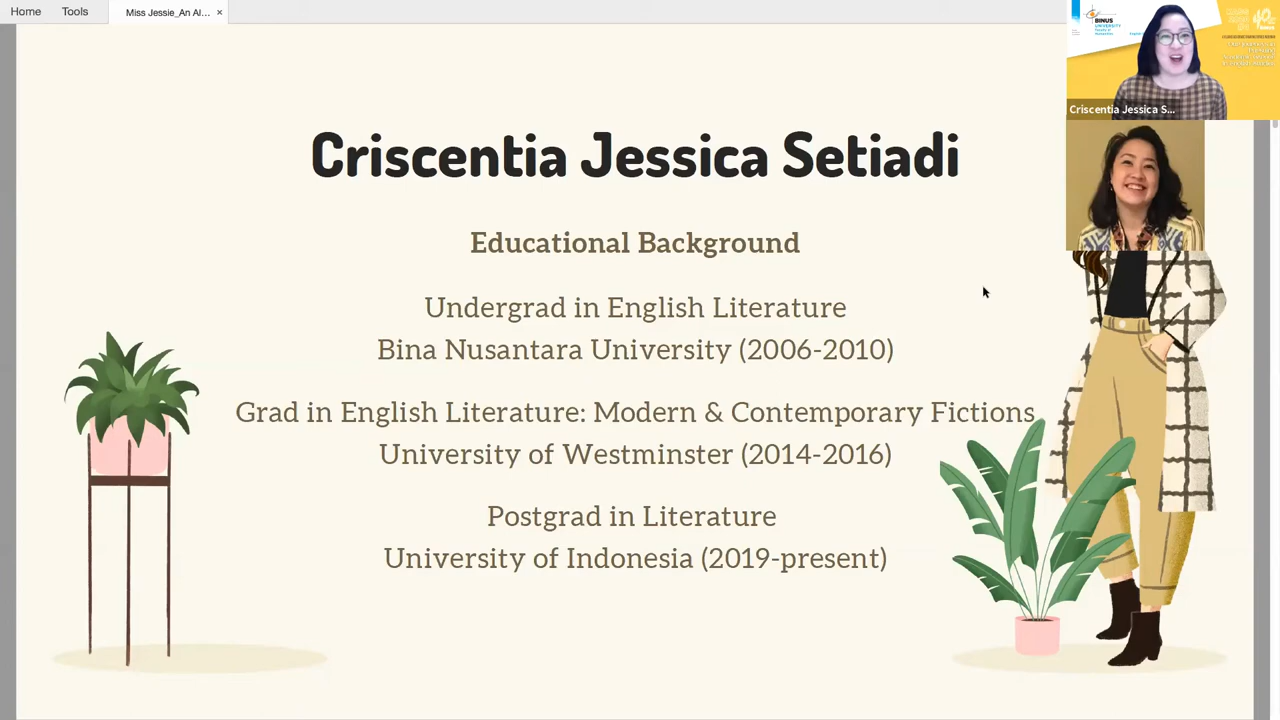 Home
Tools
Miss Jessie_An Al...
×
BINUS
UNIVERSITY
Criscentia Jessica S...
Criscentia Jessica Setiadi
Educational Background
Undergrad in English Literature
Bina Nusantara University (2006-2010)
Grad in English Literature: Modern & Contemporary Fictions
University of Westminster (2014-2016)
Postgrad in Literature
University of Indonesia (2019-present)